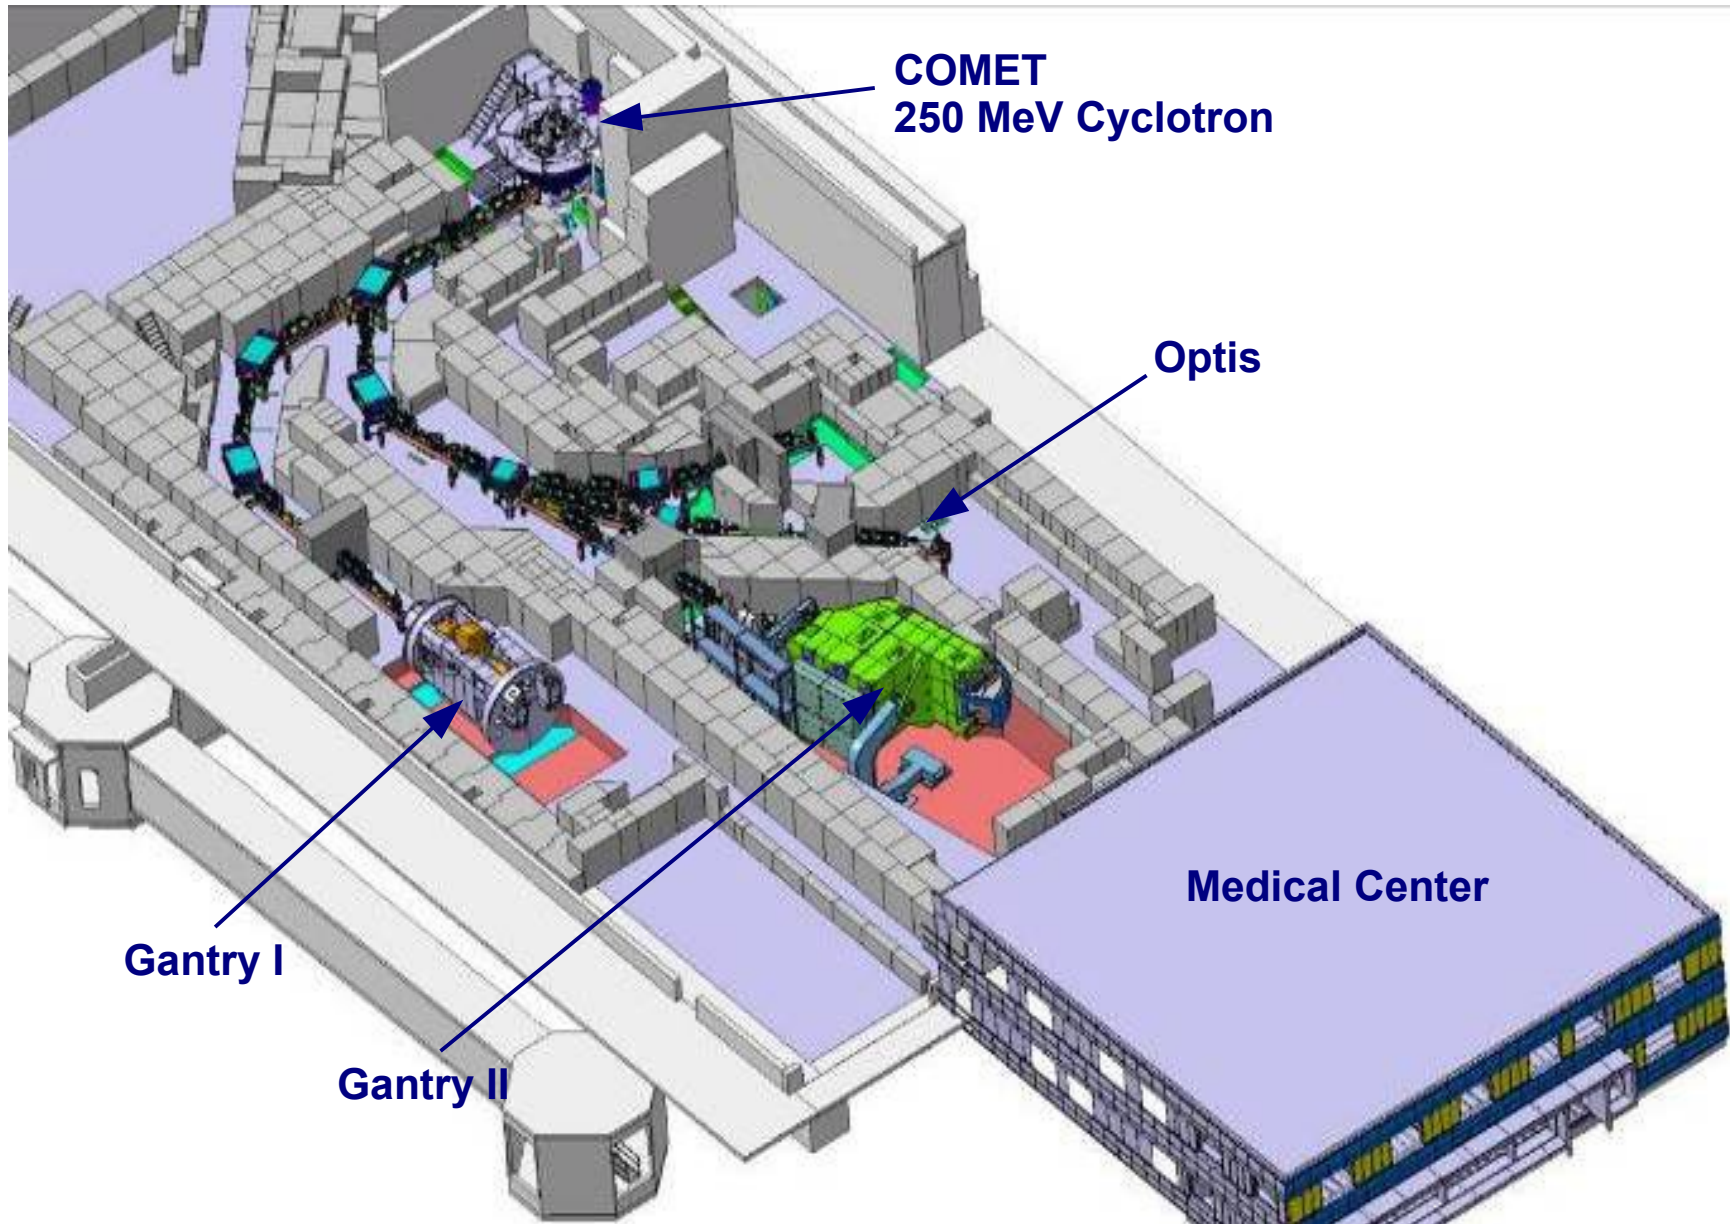 COMET
250 MeV Cyclotron
Optis
Medical Center
Gantry I
Gantry II